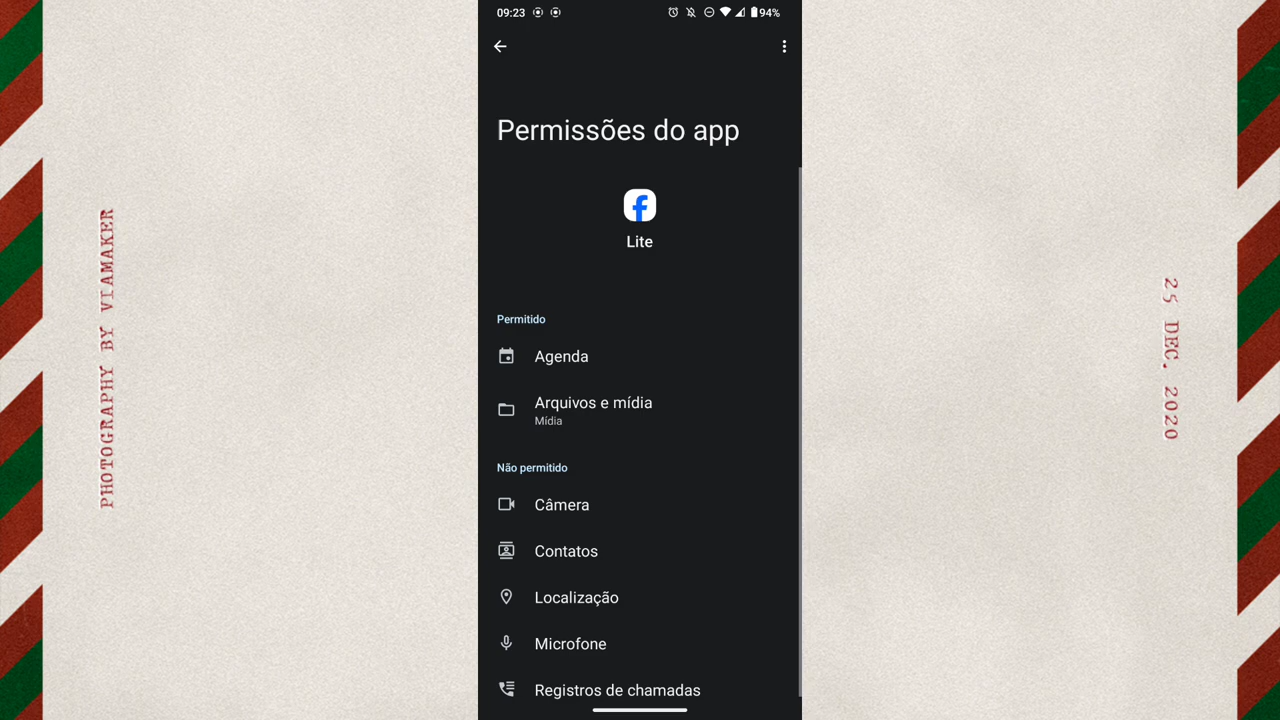 09:23
94%
Permissões do app
Lite
Permitido
Agenda
Arquivos e mídia
Mídia
Não permitido
Câmera
Contatos
Localização
Microfone
Registros de chamadas
PHOTOGRAPHY BY VIAMAKER
25 DEC. 2020